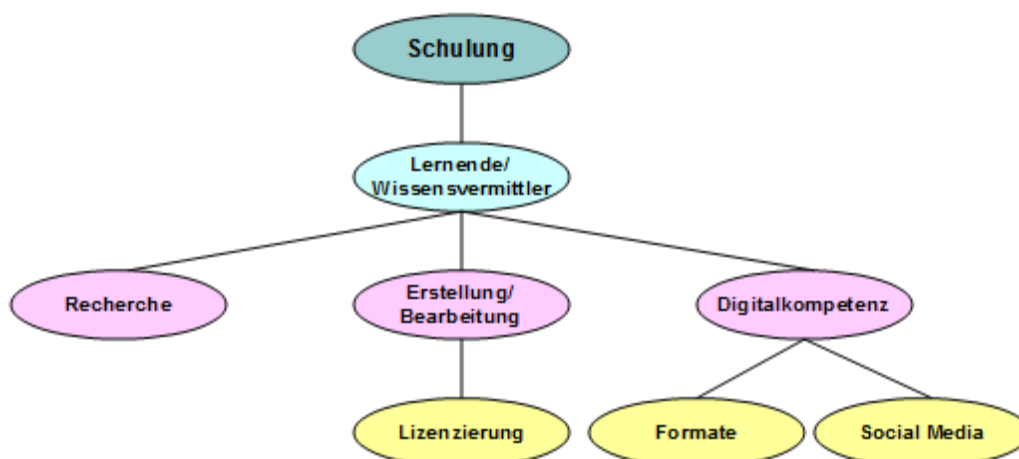 Schulung
Lernende/
Wissensvermittler
Recherche
Erstellung/
Bearbeitung
Digitalkompetenz
Lizenzierung
Formate
Social Media